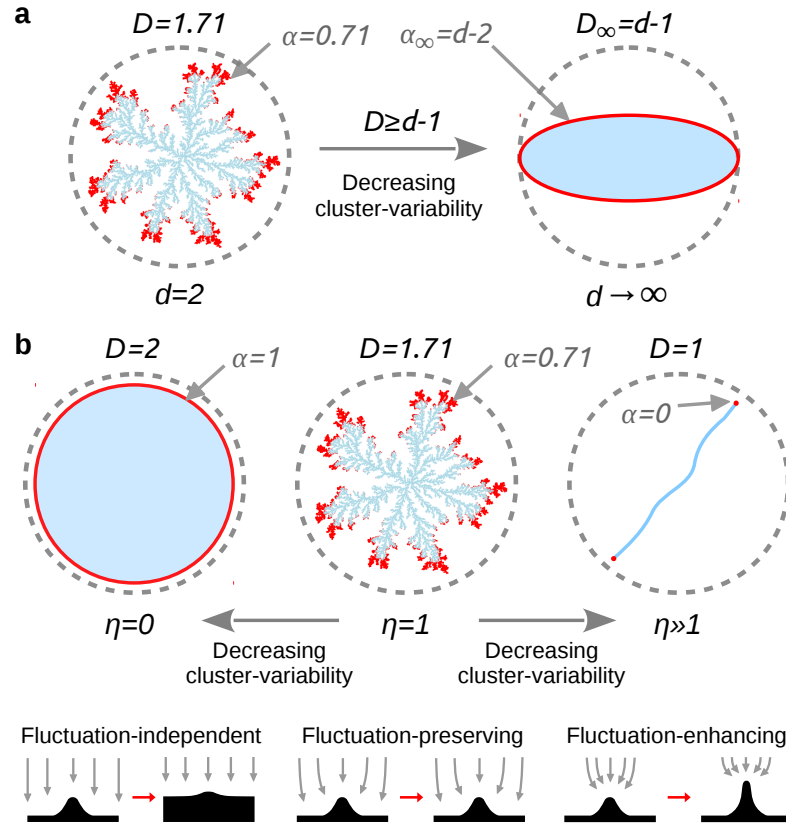 a
D=1.71
α=0.71
α∞=d-2
D∞=d-1
D≥d-1
Decreasing
cluster-variability
d=2
d → ∞
b
D=2
α=1
D=1.71
α=0.71
D=1
α=0
η=0
Decreasing
cluster-variability
η=1
Decreasing
cluster-variability
η»1
Fluctuation-independent
Fluctuation-preserving
Fluctuation-enhancing